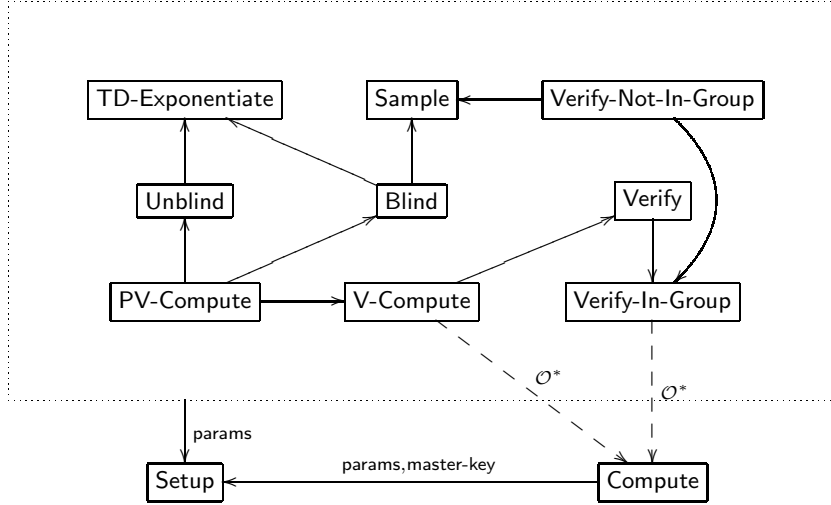 TD-Exponentiate Sample Verify-Not-In-Group
Unblind Blind Verify
PV-Compute V-Compute Verify-In-Group
𝒪*
𝒪*
params
params,master-key
Setup Compute